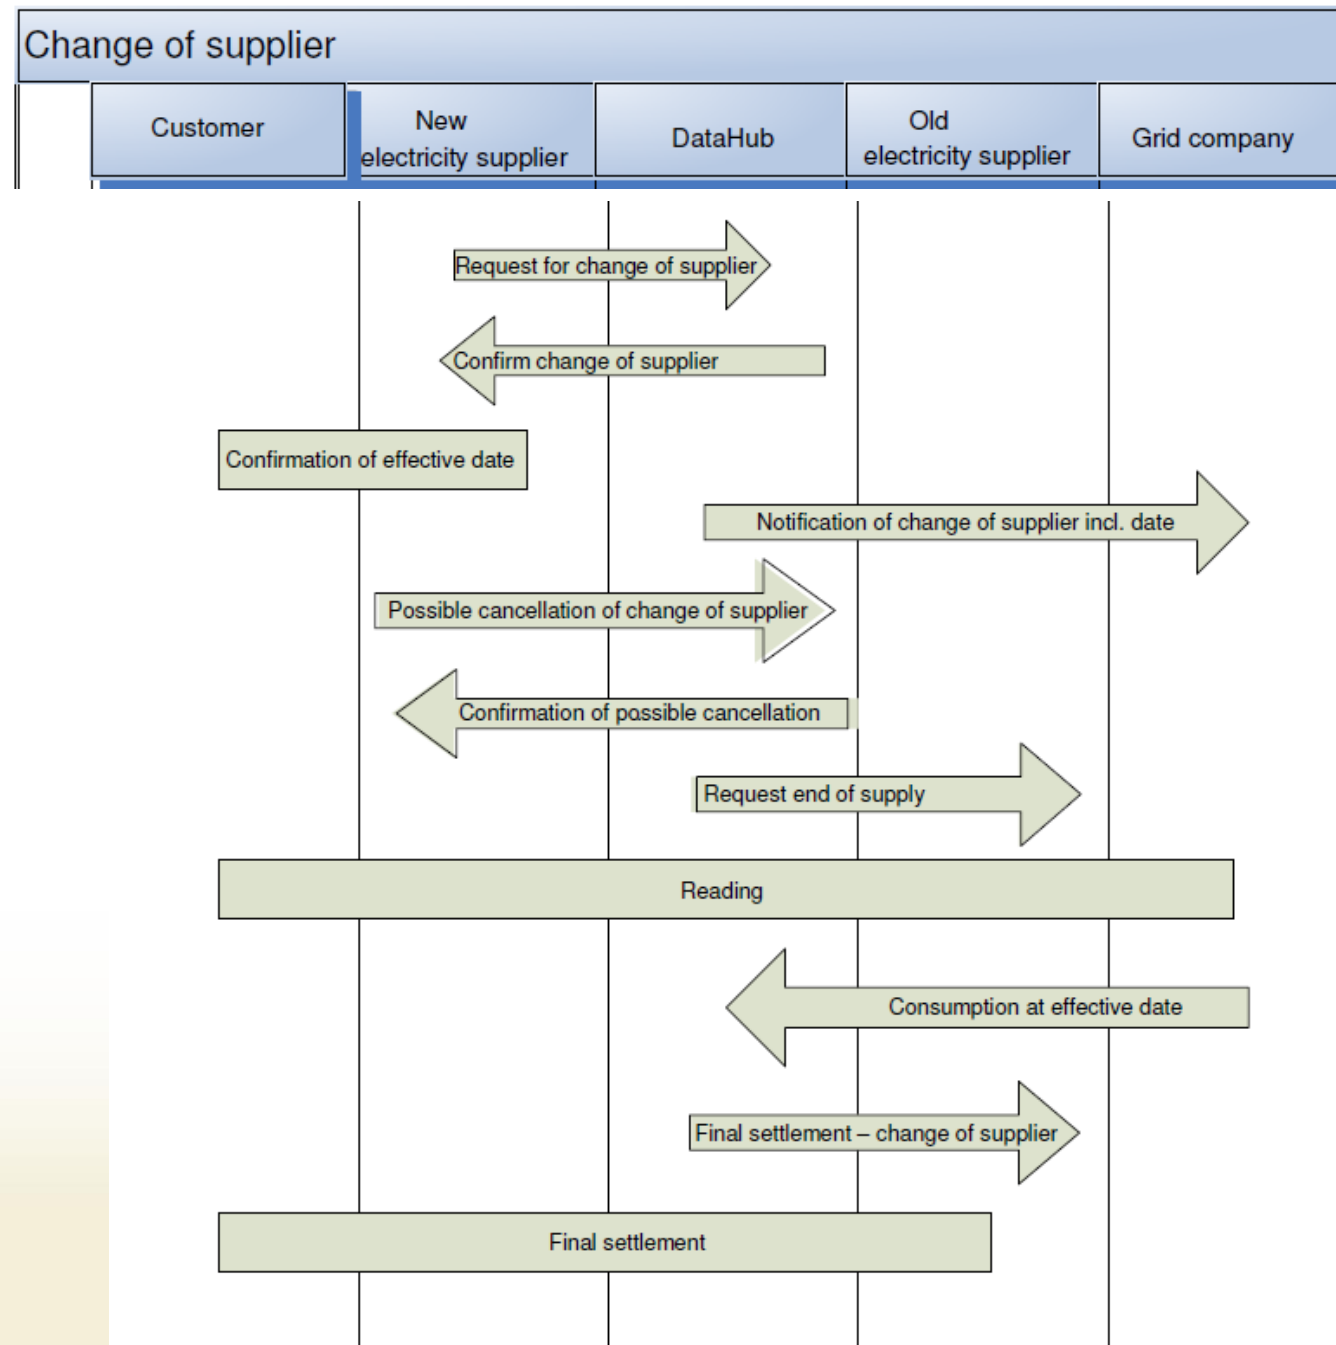 Change of supplier
Customer
New
electricity supplier
DataHub
Old
electricity supplier
Grid company
Request for change of supplier
Confirm change of supplier
Confirmation of effective date
Notification of change of supplier incl. date
Possible cancellation of change of supplier
Confirmation of possible cancellation
Request end of supply
Reading
Consumption at effective date
Final settlement – change of supplier
Final settlement